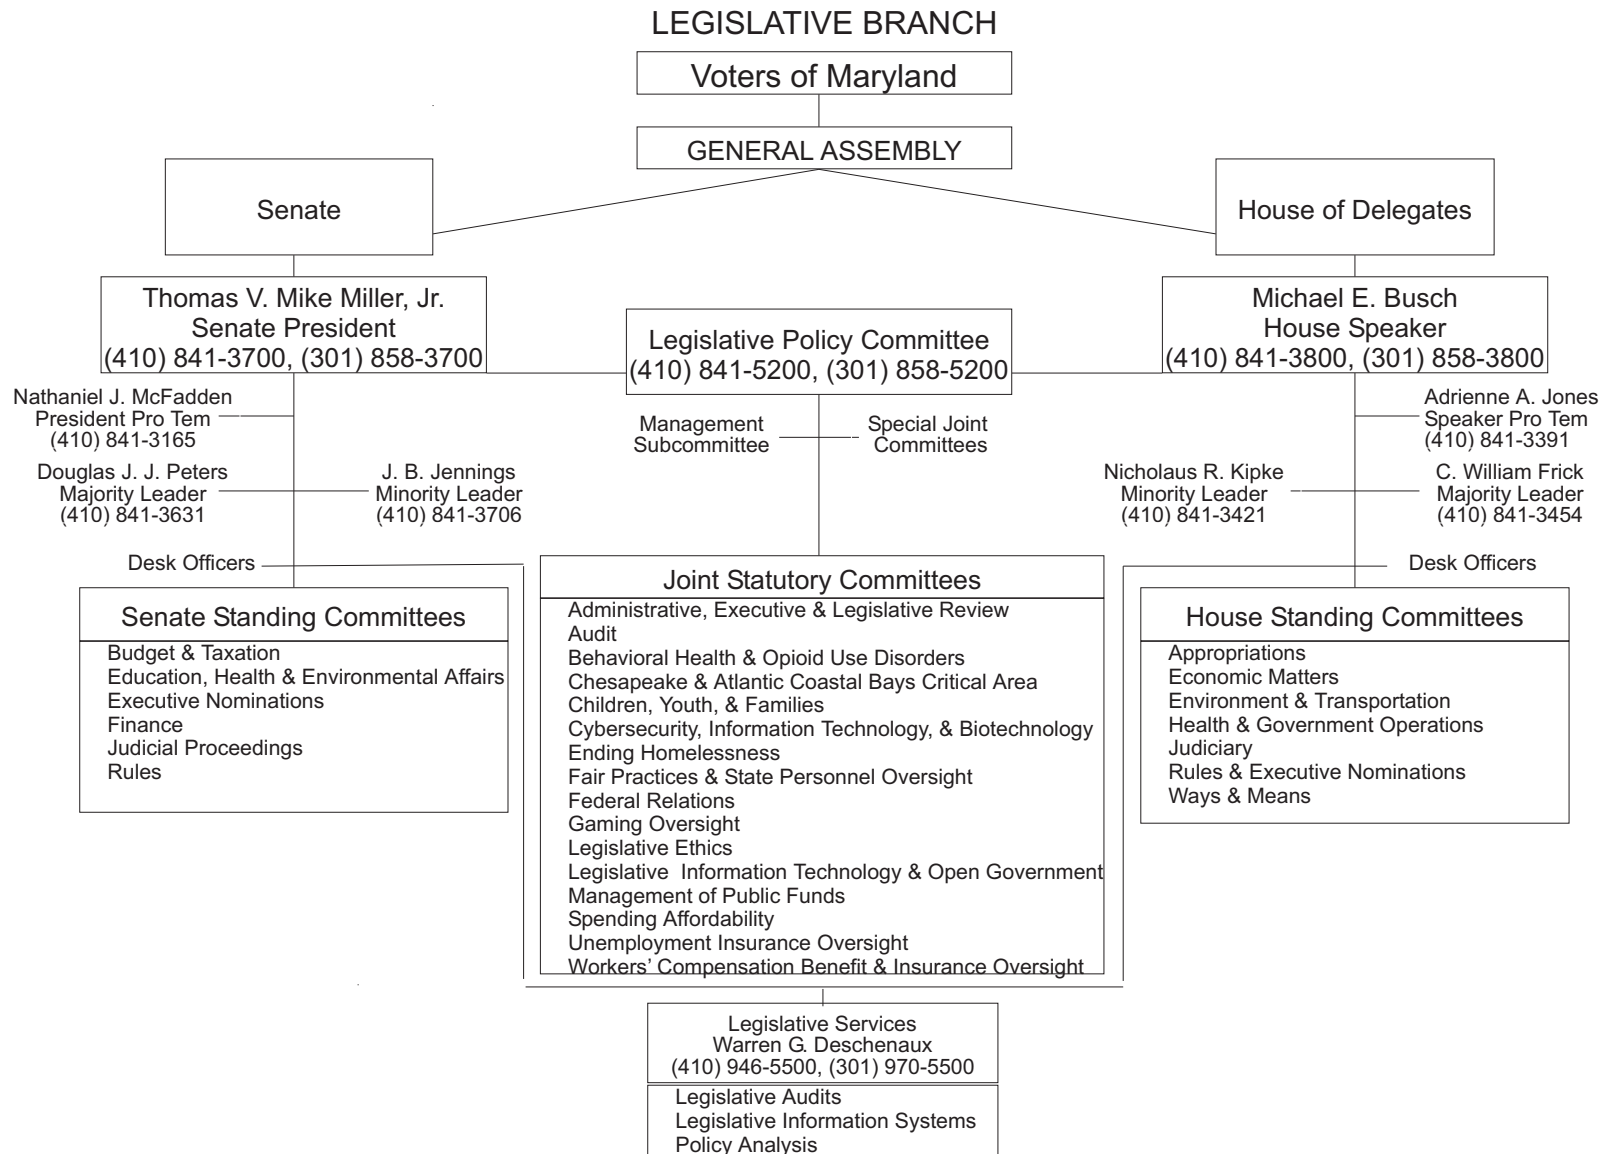 LEGISLATIVE BRANCH
Voters of Maryland
GENERAL ASSEMBLY
Senate
House of Delegates
Thomas V. Mike Miller, Jr.
Senate President
(410) 841-3700, (301) 858-3700
Legislative Policy Committee
(410) 841-5200, (301) 858-5200
Michael E. Busch
House Speaker
(410) 841-3800, (301) 858-3800
Nathaniel J. McFadden
President Pro Tem
(410) 841-3165
Douglas J. J. Peters
Majority Leader
(410) 841-3631
J. B. Jennings
Minority Leader
(410) 841-3706
Management
Subcommittee
Special Joint
Committees
Adrienne A. Jones
Speaker Pro Tem
(410) 841-3391
Nicholaus R. Kipke
Minority Leader
(410) 841-3421
C. William Frick
Majority Leader
(410) 841-3454
Desk Officers
Desk Officers
Senate Standing Committees
Budget & Taxation
Education, Health & Environmental Affairs
Executive Nominations
Finance
Judicial Proceedings
Rules
Joint Statutory Committees
Administrative, Executive & Legislative Review
Audit
Behavioral Health & Opioid Use Disorders
Chesapeake & Atlantic Coastal Bays Critical Area
Children, Youth, & Families
Cybersecurity, Information Technology, & Biotechnology
Ending Homelessness
Fair Practices & State Personnel Oversight
Federal Relations
Gaming Oversight
Legislative Ethics
Legislative Information Technology & Open Government
Management of Public Funds
Spending Affordability
Unemployment Insurance Oversight
Workers’ Compensation Benefit & Insurance Oversight
House Standing Committees
Appropriations
Economic Matters
Environment & Transportation
Health & Government Operations
Judiciary
Rules & Executive Nominations
Ways & Means
Legislative Services
Warren G. Deschenaux
(410) 946-5500, (301) 970-5500
Legislative Audits
Legislative Information Systems
Policy Analysis